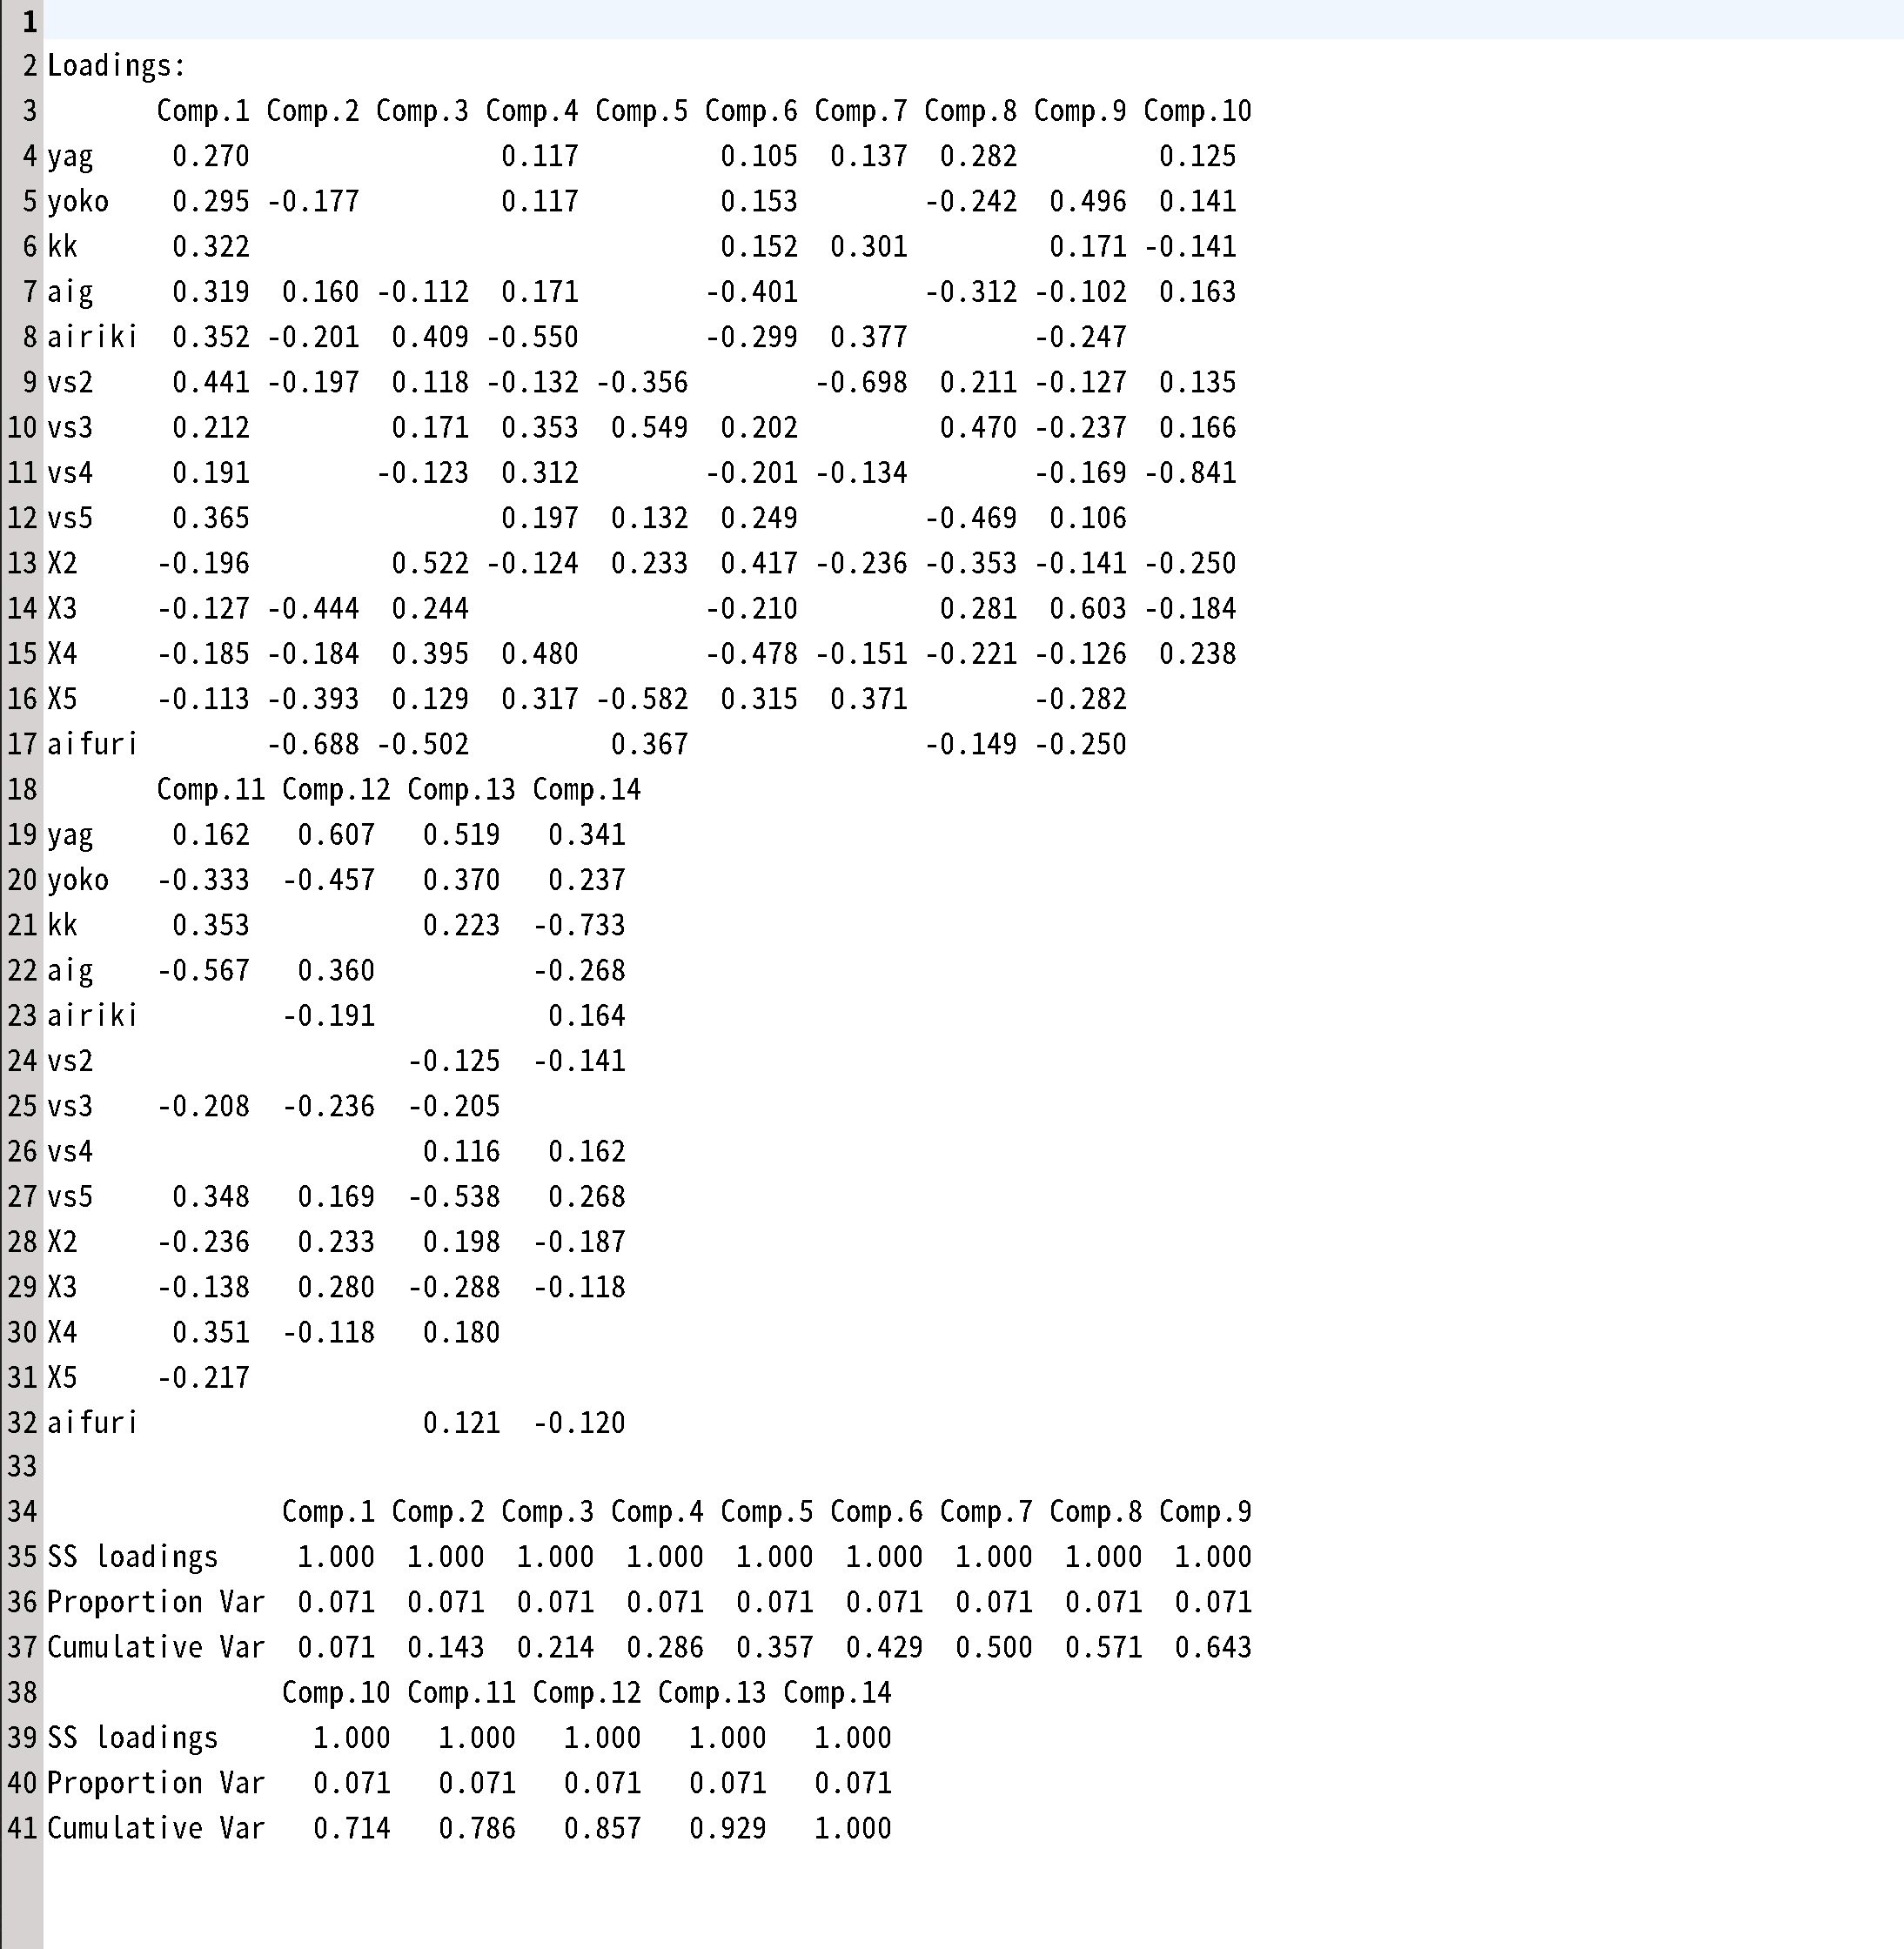 1
2 Loadings:
3        Comp.1 Comp.2 Comp.3 Comp.4 Comp.5 Comp.6 Comp.7 Comp.8 Comp.9 Comp.10
4 yag     0.270                0.117         0.105  0.137  0.282         0.125
5 yoko    0.295 -0.177         0.117         0.153        -0.242  0.496  0.141
6 kk      0.322                              0.152  0.301         0.171 -0.141
7 aig     0.319  0.160 -0.112  0.171        -0.401        -0.312 -0.102  0.163
8 airiki  0.352 -0.201  0.409 -0.550        -0.299  0.377        -0.247
9 vs2     0.441 -0.197  0.118 -0.132 -0.356        -0.698  0.211 -0.127  0.135
10 vs3     0.212         0.171  0.353  0.549  0.202         0.470 -0.237  0.166
11 vs4     0.191        -0.123  0.312        -0.201 -0.134        -0.169 -0.841
12 vs5     0.365                0.197  0.132  0.249        -0.469  0.106
13 X2     -0.196         0.522 -0.124  0.233  0.417 -0.236 -0.353 -0.141 -0.250
14 X3     -0.127 -0.444  0.244               -0.210         0.281  0.603 -0.184
15 X4     -0.185 -0.184  0.395  0.480        -0.478 -0.151 -0.221 -0.126  0.238
16 X5     -0.113 -0.393  0.129  0.317 -0.582  0.315  0.371        -0.282
17 aifuri        -0.688 -0.502         0.367               -0.149 -0.250
18        Comp.11 Comp.12 Comp.13 Comp.14
19 yag     0.162   0.607   0.519   0.341
20 yoko   -0.333  -0.457   0.370   0.237
21 kk      0.353           0.223  -0.733
22 aig    -0.567   0.360          -0.268
23 airiki         -0.191           0.164
24 vs2                    -0.125  -0.141
25 vs3    -0.208  -0.236  -0.205
26 vs4                     0.116   0.162
27 vs5     0.348   0.169  -0.538   0.268
28 X2     -0.236   0.233   0.198  -0.187
29 X3     -0.138   0.280  -0.288  -0.118
30 X4      0.351  -0.118   0.180
31 X5     -0.217
32 aifuri                  0.121  -0.120
33
34                Comp.1 Comp.2 Comp.3 Comp.4 Comp.5 Comp.6 Comp.7 Comp.8 Comp.9
35 SS loadings     1.000  1.000  1.000  1.000  1.000  1.000  1.000  1.000  1.000
36 Proportion Var  0.071  0.071  0.071  0.071  0.071  0.071  0.071  0.071  0.071
37 Cumulative Var  0.071  0.143  0.214  0.286  0.357  0.429  0.500  0.571  0.643
38                Comp.10 Comp.11 Comp.12 Comp.13 Comp.14
39 SS loadings      1.000   1.000   1.000   1.000   1.000
40 Proportion Var   0.071   0.071   0.071   0.071   0.071
41 Cumulative Var   0.714   0.786   0.857   0.929   1.000